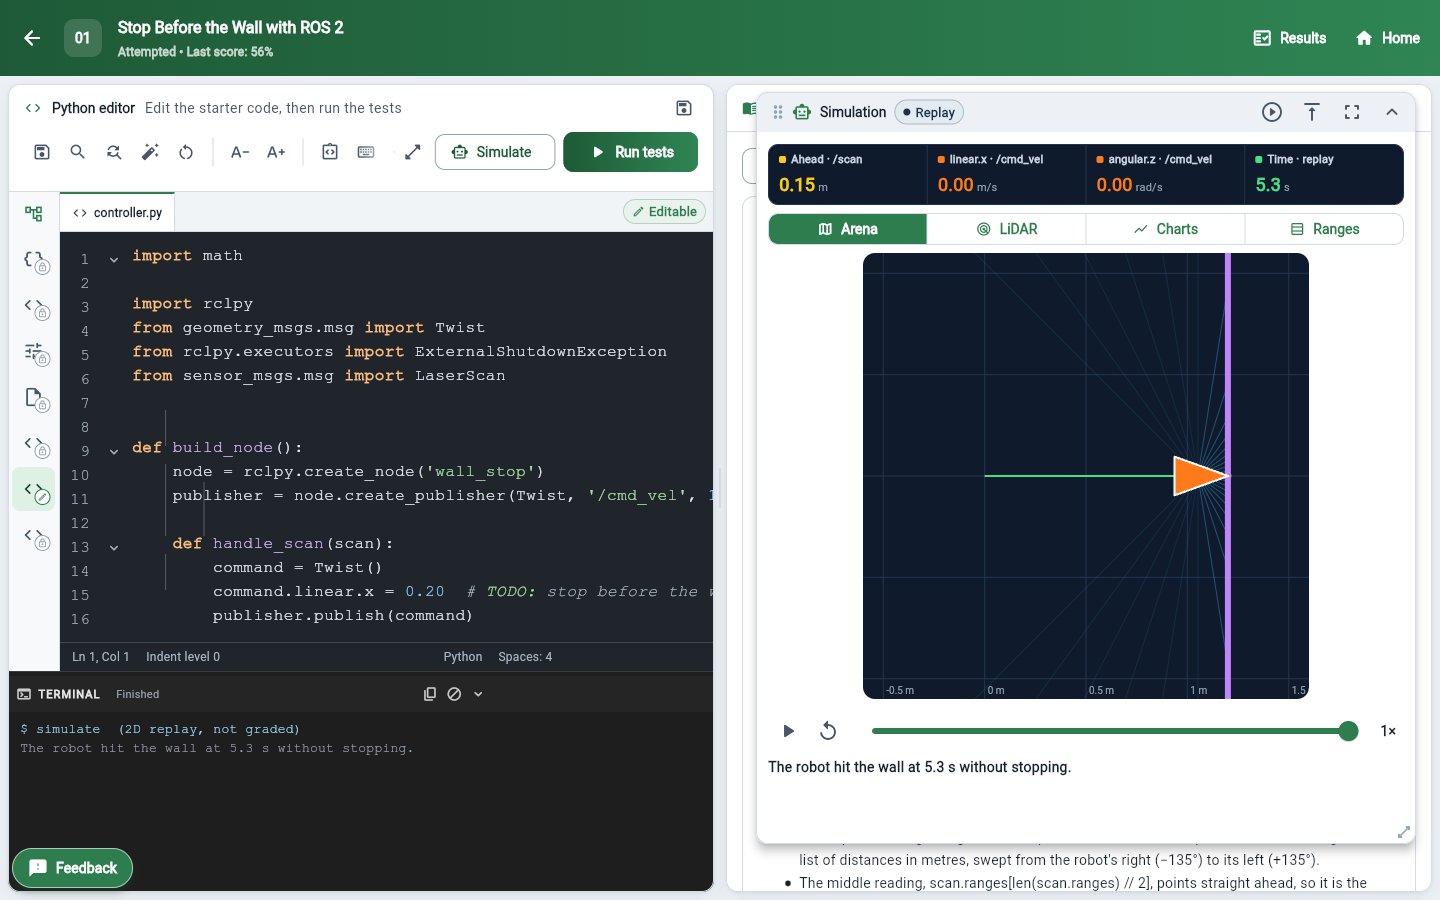 01
Stop Before the Wall with ROS 2
Attempted • Last score: 56%
Results
Home
Python editor
Edit the starter code, then run the tests
A−
A+
Simulate
Run tests
controller.py
Editable
1 import math
2
3 import rclpy
4 from geometry_msgs.msg import Twist
5 from rclpy.executors import ExternalShutdownException
6 from sensor_msgs.msg import LaserScan
7
8
9 def build_node():
10 node = rclpy.create_node('wall_stop')
11 publisher = node.create_publisher(Twist, '/cmd_vel',
12
13 def handle_scan(scan):
14 command = Twist()
15 command.linear.x = 0.20 # TODO: stop before the
16 publisher.publish(command)
Ln 1, Col 1
Indent level 0
Python
Spaces: 4
TERMINAL
Finished
$ simulate (2D replay, not graded)
The robot hit the wall at 5.3 s without stopping.
Feedback
Simulation
Replay
Ahead · /scan
0.15 m
linear.x · /cmd_vel
0.00 m/s
angular.z · /cmd_vel
0.00 rad/s
Time · replay
5.3 s
Arena
LiDAR
Charts
Ranges
-0.5 m
0 m
0.5 m
1 m
1.5
1×
The robot hit the wall at 5.3 s without stopping.
list of distances in metres, swept from the robot's right (−135°) to its left (+135°).
• The middle reading, scan.ranges[len(scan.ranges) // 2], points straight ahead, so it is the